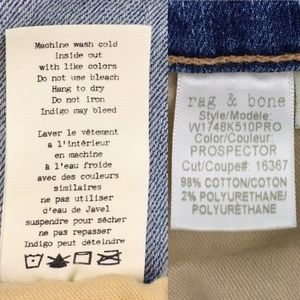 Machine wash cold
Inside out
with like colors
Do not use bleach
Hang to dry
Do not iron
Indigo may bleed
Laver le vêtement
a l'intérieur
en machine
à l'eau froide
avec des couleurs
similaires
ne pas utiliser
d'eau de Javel
suspendre pour sécher
ne pas repasser
Indigo peut déteindre
rag & bone
Style/Modèle:
W1748K510PRO
Color/Couleur:
PROSPECTOR
Cut/Coupe#: 16367
98% COTTON/COTON
2% POLYURETHANE/
POLYURÉTHANE